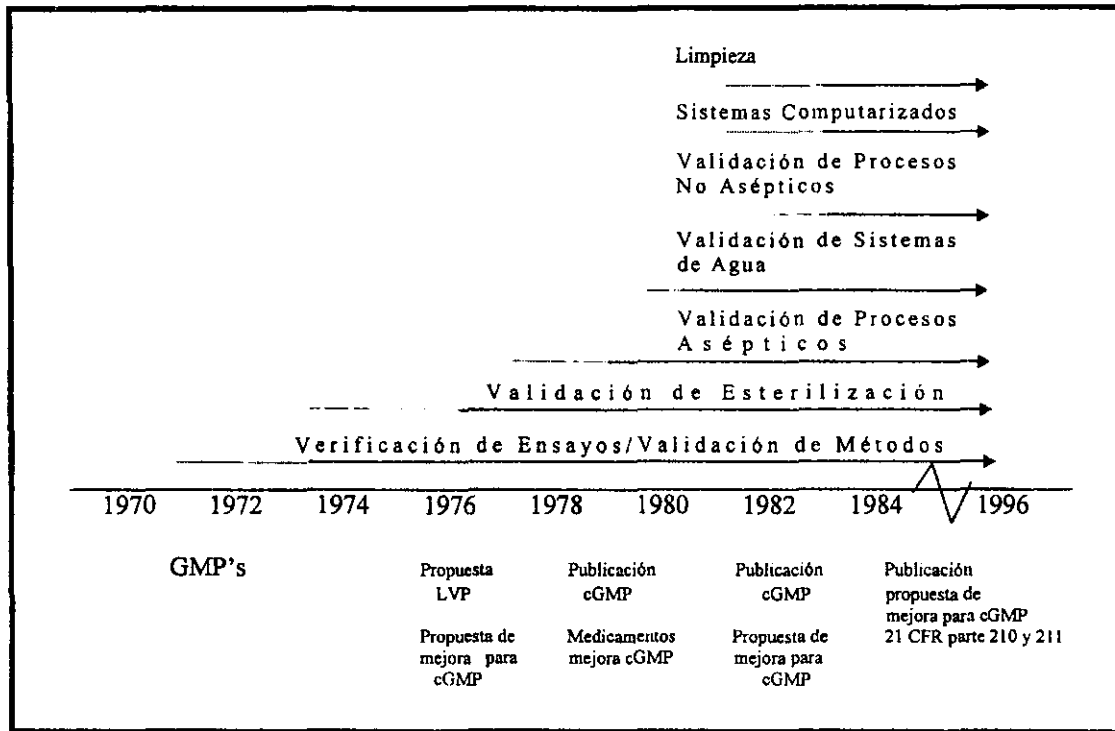 Limpieza
Sistemas Computarizados
Validación de Procesos
No Asépticos
Validación de Sistemas
de Agua
Validación de Procesos
Asépticos
Validación de Esterilización
Verificación de Ensayos/Validación de Métodos
1970 1972 1974 1976 1978 1980 1982 1984 1996
GMP's
Propuesta
LVP
Propuesta de
mejora para
cGMP
Publicación
cGMP
Medicamentos
mejora cGMP
Publicación
cGMP
Propuesta de
mejora para
cGMP
Publicación
propuesta de
mejora para cGMP
21 CFR parte 210 y 211